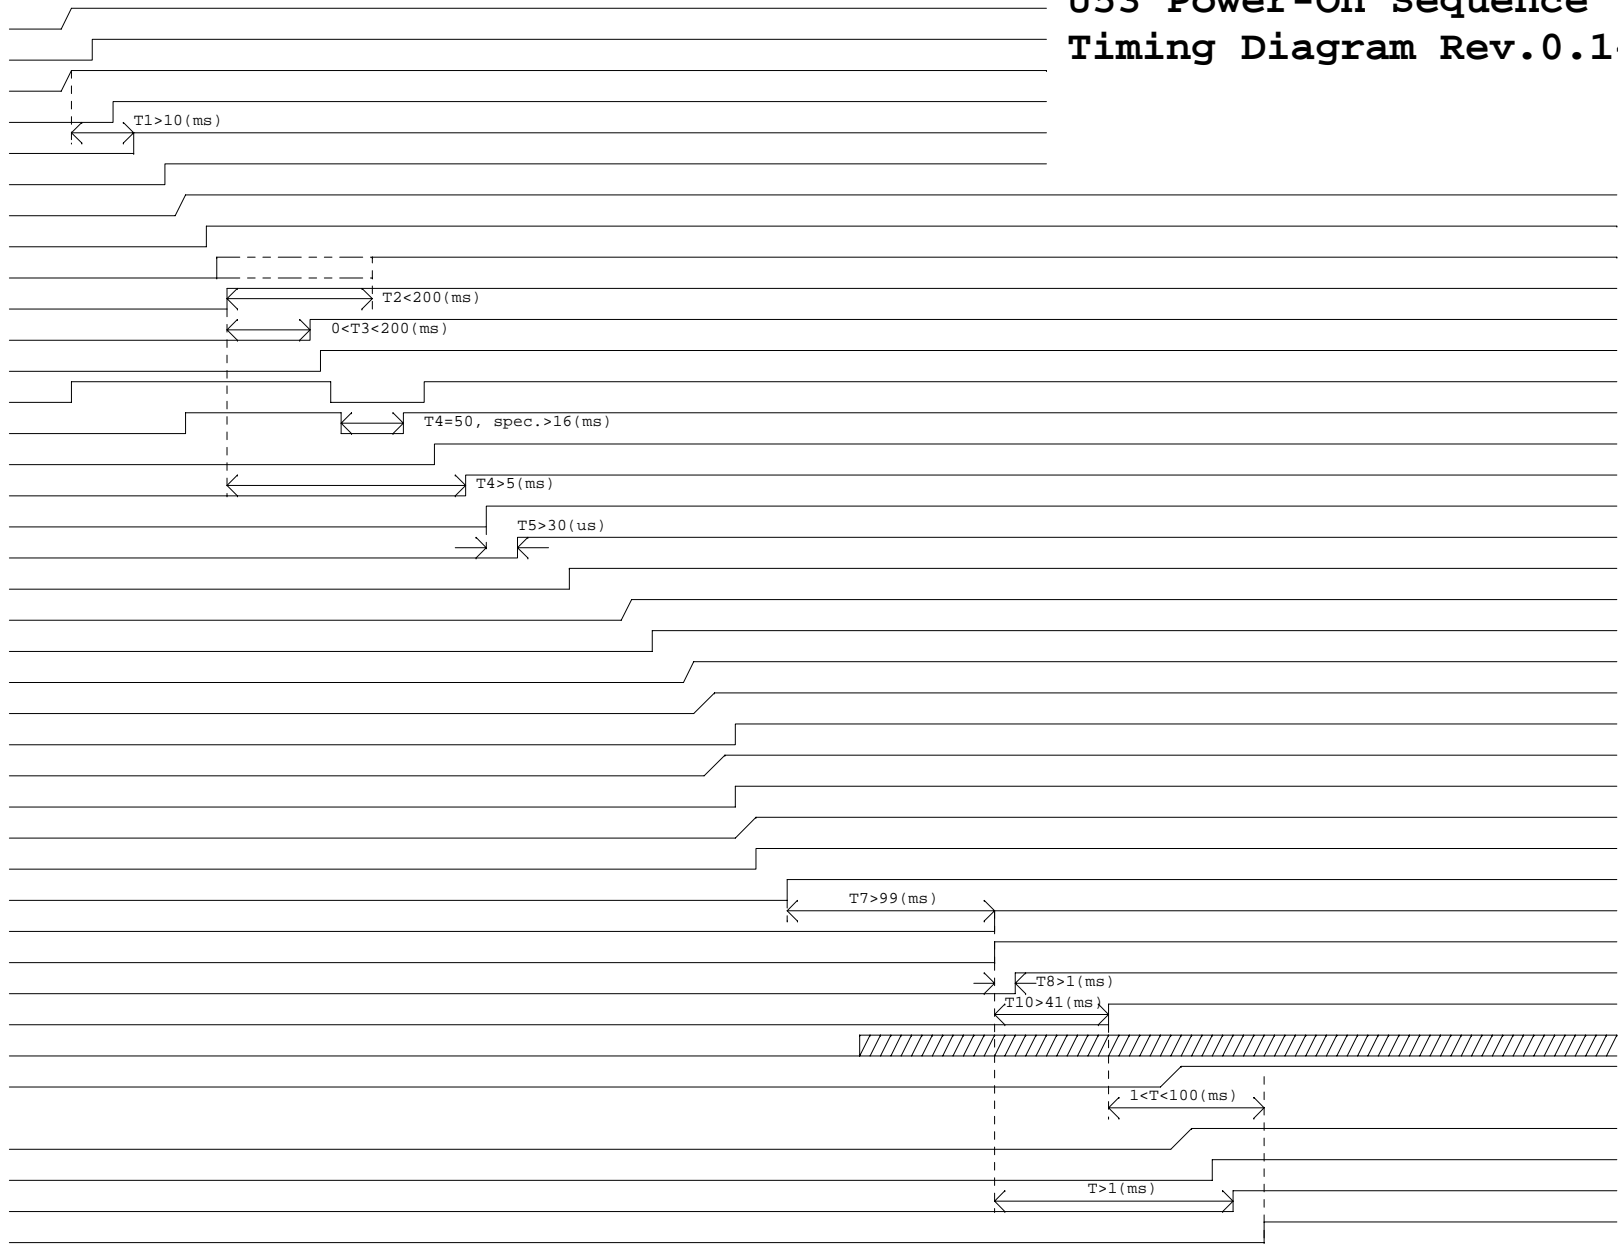 U53 Power-On Sequence
Timing Diagram Rev.0.1
T1>10(ms)
T2<200(ms)
0<T3<200(ms)
T4=50, spec.>16(ms)
T4>5(ms)
T5>30(us)
T7>99(ms)
T8>1(ms)
T10>41(ms)
1<T<100(ms)
T>1(ms)